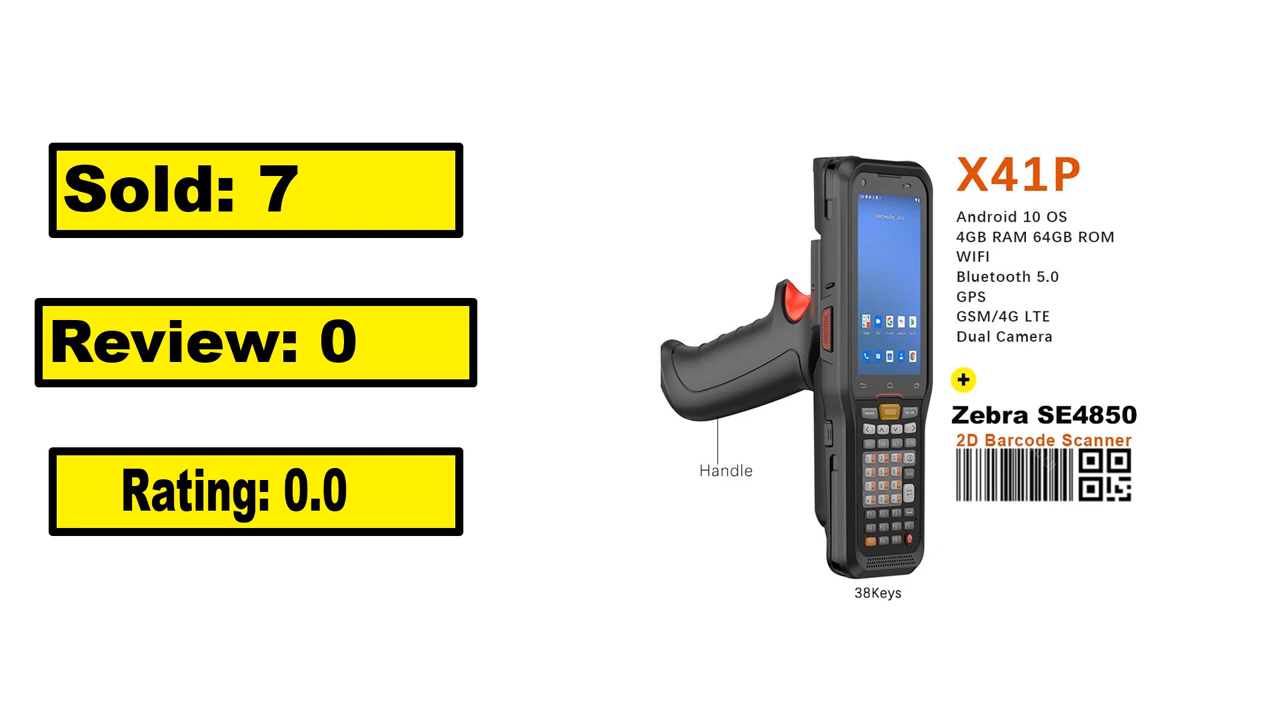 Sold: 7
Review: 0
Rating: 0.0
X41P
Android 10 OS
4GB RAM 64GB ROM
WIFI
Bluetooth 5.0
GPS
GSM/4G LTE
Dual Camera
+
Zebra SE4850
2D Barcode Scanner
Handle
38Keys